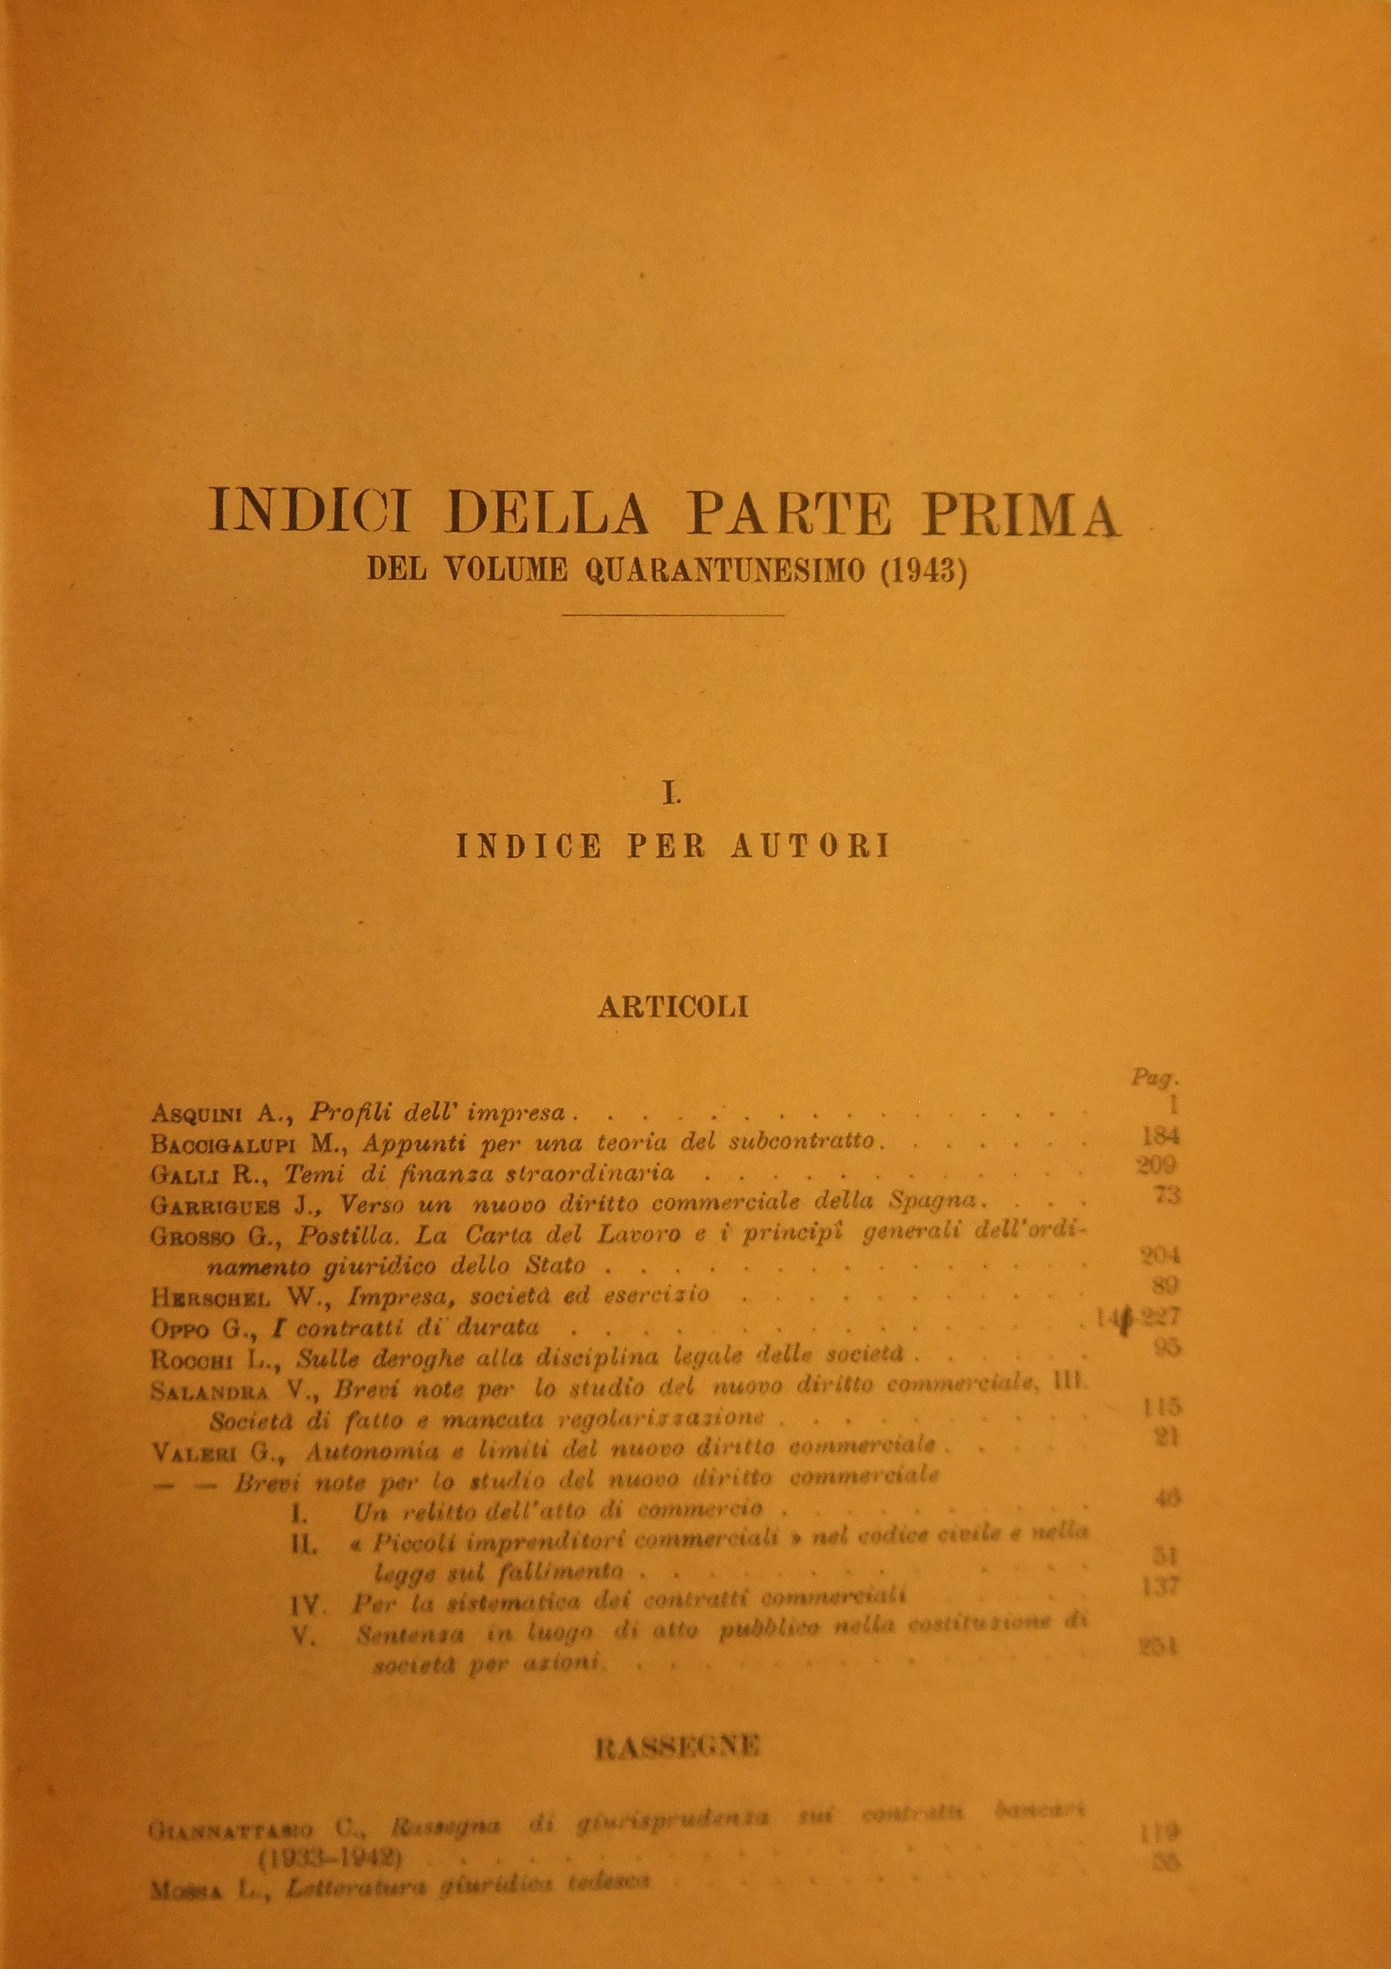 INDICI DELLA PARTE PRIMA
DEL VOLUME QUARANTUNESIMO (1943)
I.
INDICE PER AUTORI
ARTICOLI
Pag.
ASQUINI A., Profili dell' impresa . . . . . . . . . . . . . . . . 1
BACCIGALUPI M., Appunti per una teoria del subcontratto . . . . . . . 184
GALLI R., Temi di finanza straordinaria . . . . . . . . . . . . 209
GARRIGUES J., Verso un nuovo diritto commerciale della Spagna . . . . 73
GROSSO G., Postilla. La Carta del Lavoro e i principî generali dell'ordi-
namento giuridico dello Stato . . . . . . . . . . . . . . . 204
HERSCHEL W., Impresa, società ed esercizio . . . . . . . . . . . 89
OPPO G., I contratti di durata . . . . . . . . . . . . . . . . 227
ROCCHI L., Sulle deroghe alla disciplina legale delle società . . . . . . 95
SALANDRA V., Brevi note per lo studio del nuovo diritto commerciale, III.
Società di fatto e mancata regolarizzazione . . . . . . . . . . 115
VALERI G., Autonomia e limiti del nuovo diritto commerciale . . . . 21
— — Brevi note per lo studio del nuovo diritto commerciale
I. Un relitto dell'atto di commercio . . . . . . . . . . 46
II. « Piccoli imprenditori commerciali » nel codice civile e nella
legge sul fallimento . . . . . . . . . . . . 51
IV. Per la sistematica dei contratti commerciali . . . . 137
V. Sentenza in luogo di atto pubblico nella costituzione di
società per azioni . . . . . . . . . . . . . . 251
RASSEGNE
GIANNATTASIO C., Rassegna di giurisprudenza sui contratti bancari
(1933-1942) . . . . . . . . . . . . . . . . . 119
MOSSA L., Letteratura giuridica tedesca . . . . . . . . . . . 55